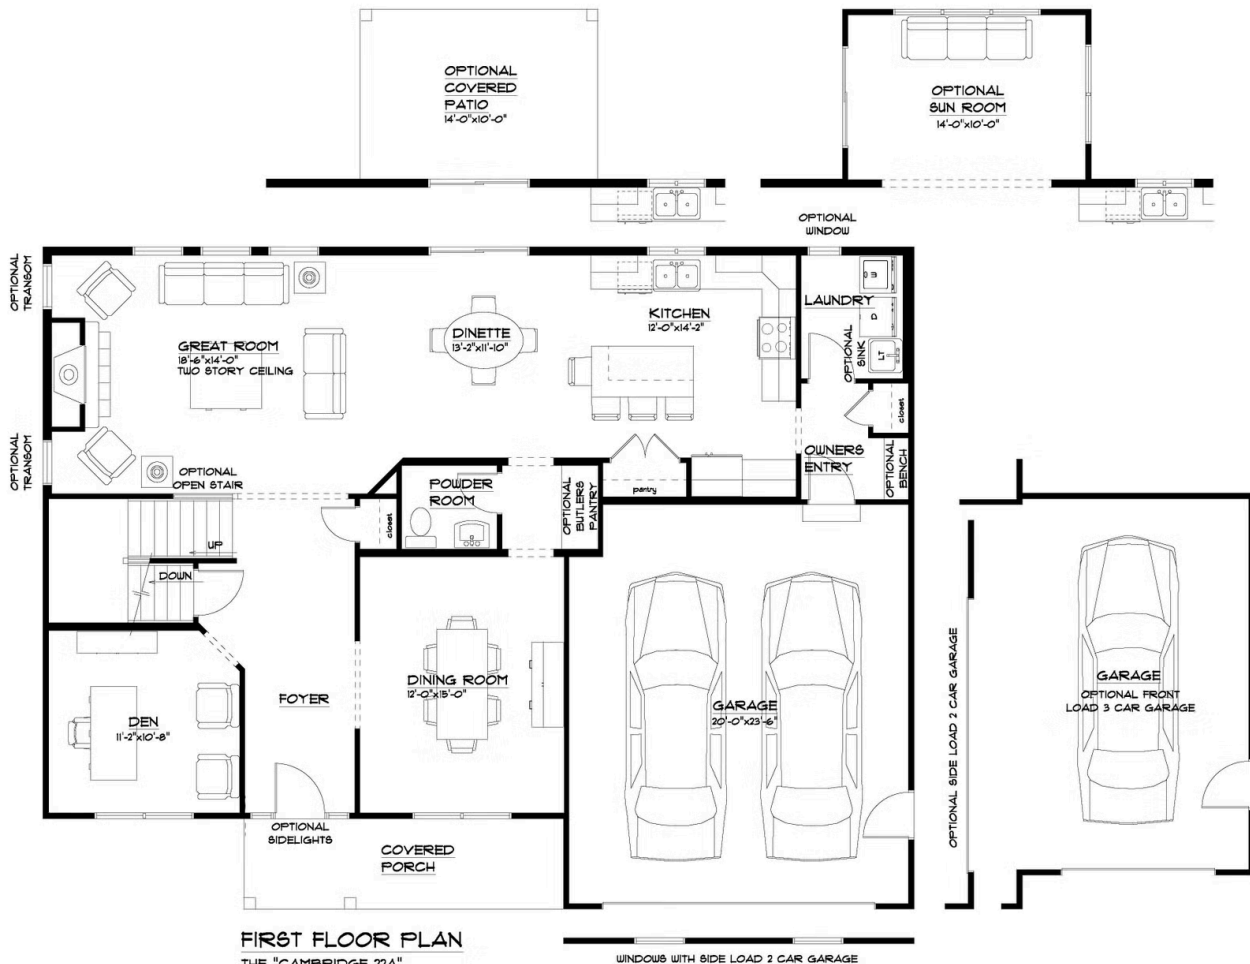 OPTIONAL
COVERED
PATIO
14'-0"x10'-0"
OPTIONAL
SUN ROOM
14'-0"x10'-0"
OPTIONAL
WINDOW
OPTIONAL
TRANSOM
GREAT ROOM
18'-6"x14'-0"
TWO STORY CEILING
DINETTE
13'-2"x11'-10"
KITCHEN
12'-0"x14'-2"
LAUNDRY
W
D
OPTIONAL
SINK
LT
closet
OPTIONAL
TRANSOM
OPTIONAL
OPEN STAIR
POWDER
ROOM
closet
OPTIONAL
BUTLERS
PANTRY
pantry
OWNERS
ENTRY
OPTIONAL
BENCH
UP
DOWN
DEN
11'-2"x10'-8"
FOYER
DINING ROOM
12'-0"x15'-0"
GARAGE
20'-0"x23'-6"
OPTIONAL SIDE LOAD 2 CAR GARAGE
GARAGE
OPTIONAL FRONT
LOAD 3 CAR GARAGE
OPTIONAL
SIDELIGHTS
COVERED
PORCH
FIRST FLOOR PLAN
THE "CAMBRIDGE 22A"
WINDOWS WITH SIDE LOAD 2 CAR GARAGE